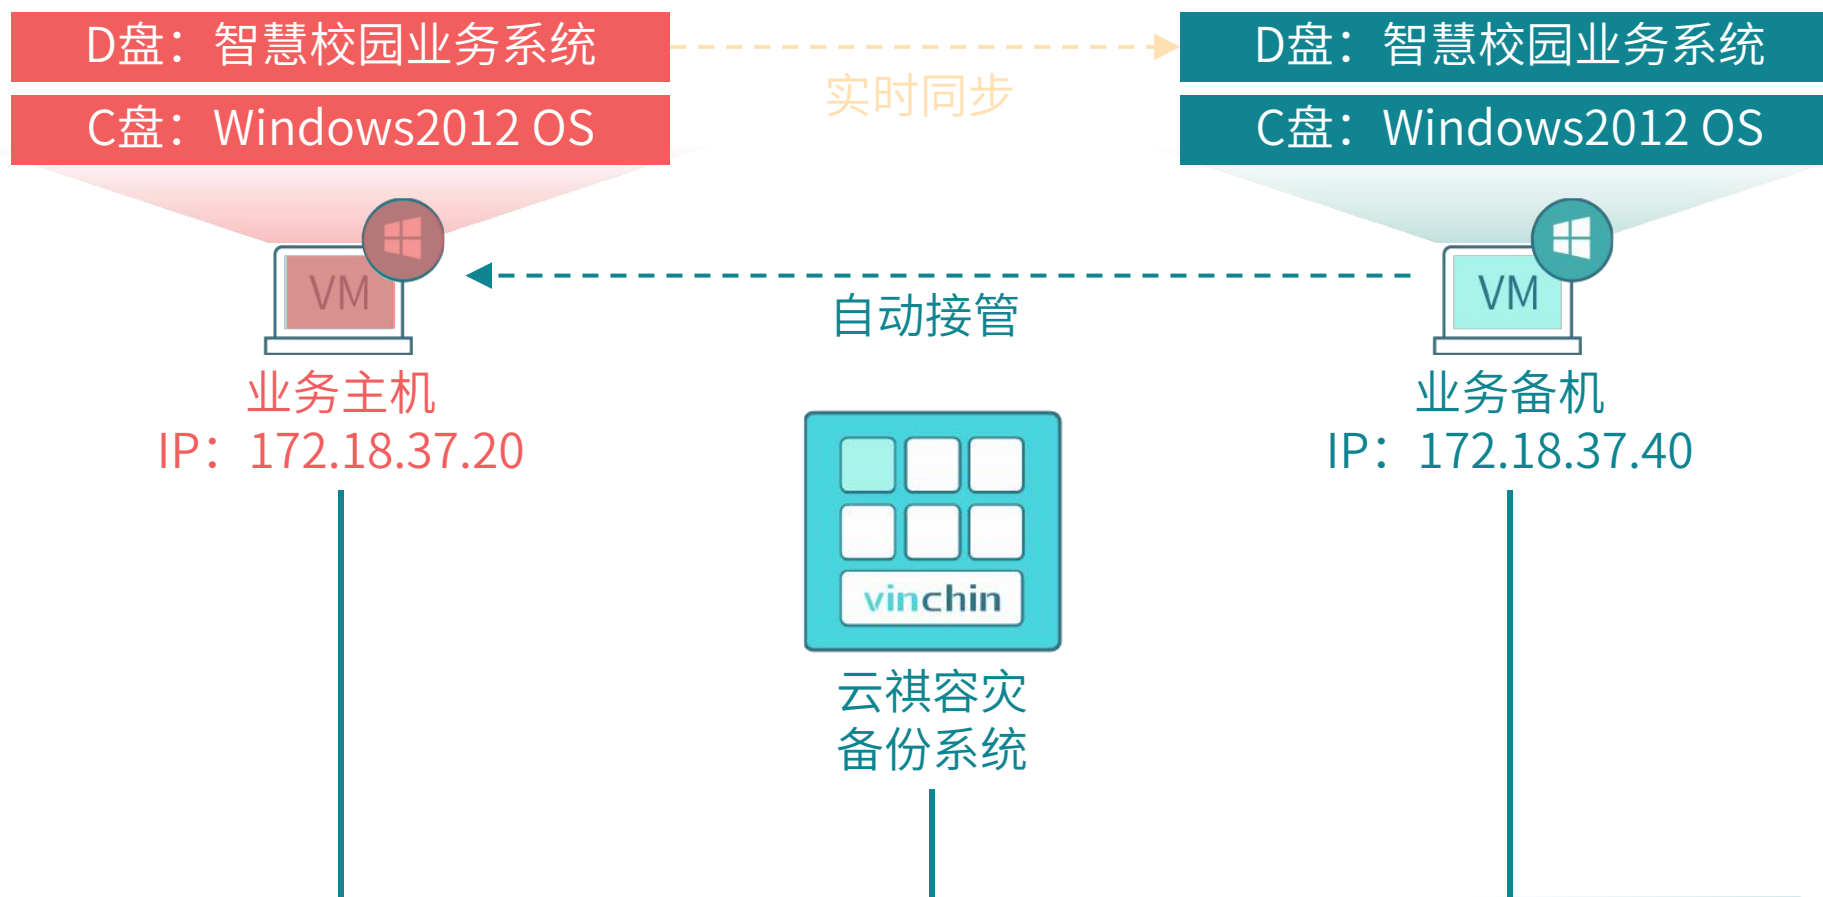 D盘：智慧校园业务系统
C盘：Windows2012 OS
实时同步
D盘：智慧校园业务系统
C盘：Windows2012 OS
VM
自动接管
VM
业务主机
IP：172.18.37.20
业务备机
IP：172.18.37.40
vinchin
云祺容灾
备份系统